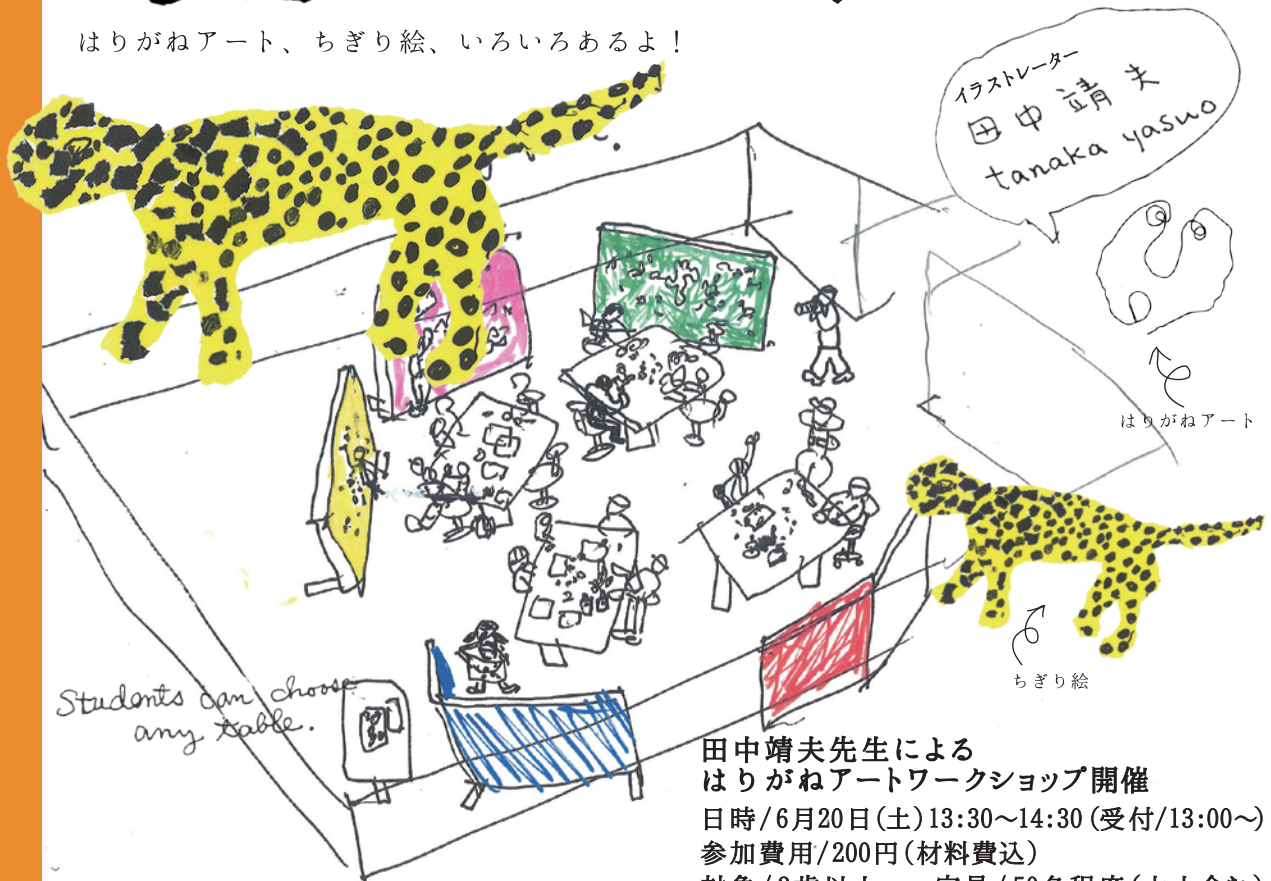 はりがねアート、ちぎり絵、いろいろあるよ！
イラストレーター
田中靖夫
tanaka yasuo
はりがねアート
ちぎり絵
Students can choose
any table.
田中靖夫先生による
はりがねアートワークショップ開催
日時/6月20日(土)13:30～14:30(受付/13:00～)
参加費用/200円(材料費込)